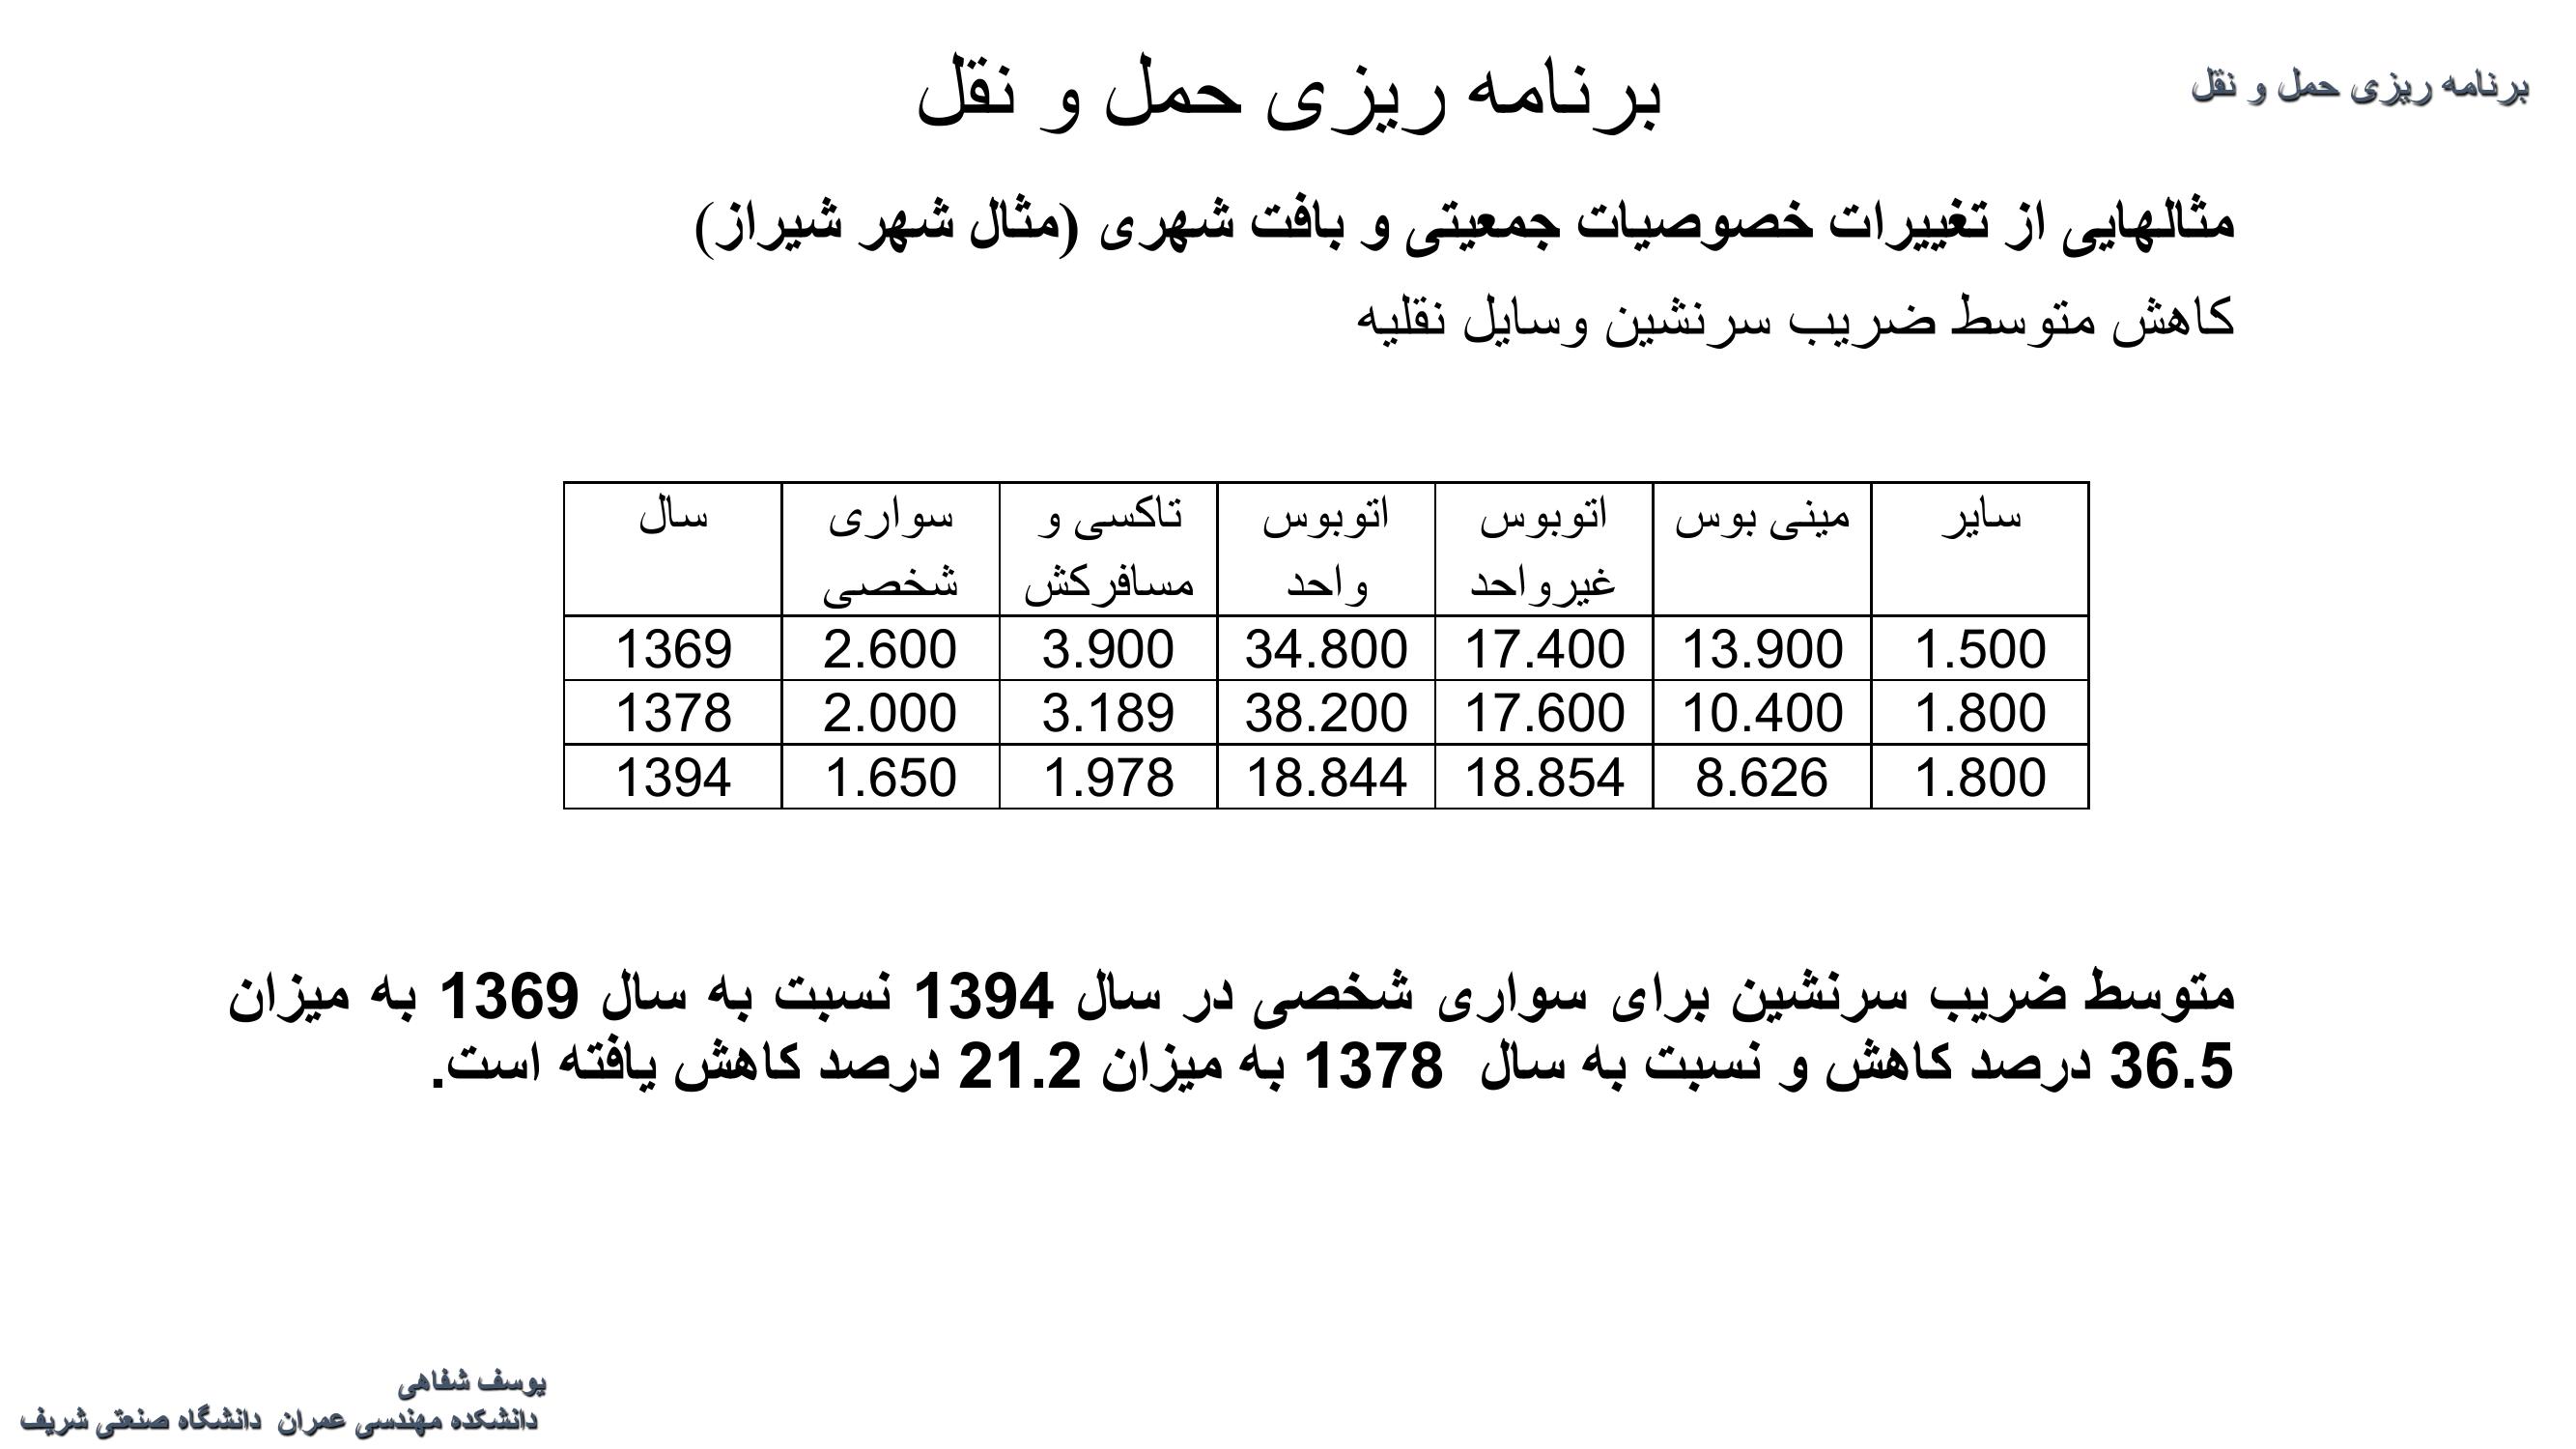 برنامه ریزی حمل و نقل
برنامه ریزی حمل و نقل
مثالهایی از تغییرات خصوصیات جمعیتی و بافت شهری (مثال شهر شیراز)
کاهش متوسط ضریب سرنشین وسایل نقلیه
سال سواری شخصی تاکسی و مسافرکش اتوبوس واحد اتوبوس غیرواحد مینی بوس سایر
1369 2.600 3.900 34.800 17.400 13.900 1.500
1378 2.000 3.189 38.200 17.600 10.400 1.800
1394 1.650 1.978 18.844 18.854 8.626 1.800
متوسط ضریب سرنشین برای سواری شخصی در سال 1394 نسبت به سال 1369 به میزان
36.5 درصد کاهش و نسبت به سال 1378 به میزان 21.2 درصد کاهش یافته است.
یوسف شفاهی
دانشکده مهندسی عمران دانشگاه صنعتی شریف